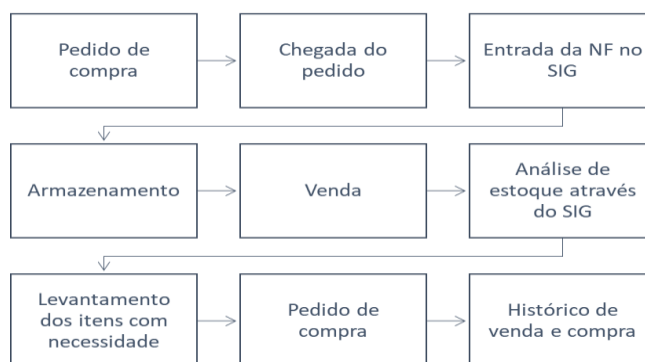 Pedido de
compra
Chegada do
pedido
Entrada da NF no
SIG
Armazenamento
Venda
Análise de
estoque através
do SIG
Levantamento
dos itens com
necessidade
Pedido de
compra
Histórico de
venda e compra